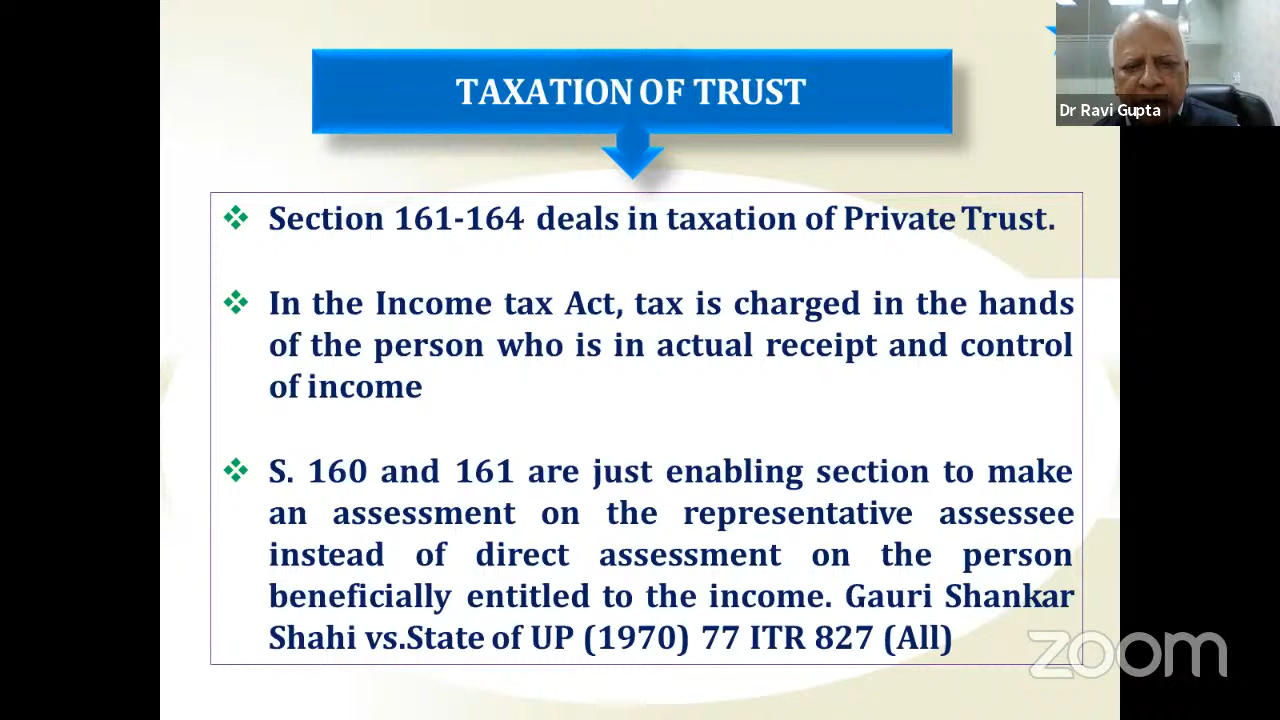 TAXATION OF TRUST
Dr Ravi Gupta
❖ Section 161-164 deals in taxation of Private Trust.
❖ In the Income tax Act, tax is charged in the hands
of the person who is in actual receipt and control
of income
❖ S. 160 and 161 are just enabling section to make
an assessment on the representative assessee
instead of direct assessment on the person
beneficially entitled to the income. Gauri Shankar
Shahi vs.State of UP (1970) 77 ITR 827 (All)
zoom